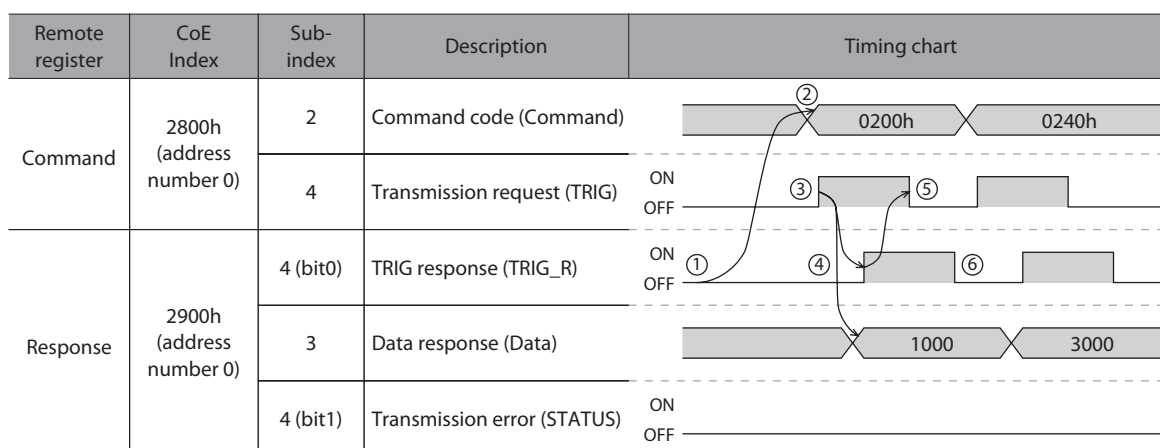 Remote
register
CoE
Index
Sub-
index
Description
Timing chart
Command
2800h
(address
number 0)
2
Command code (Command)
②
0200h
0240h
4
Transmission request (TRIG)
ON
OFF
③
⑤
Response
2900h
(address
number 0)
4 (bit0)
TRIG response (TRIG_R)
ON
OFF
①
④
⑥
3
Data response (Data)
1000
3000
4 (bit1)
Transmission error (STATUS)
ON
OFF